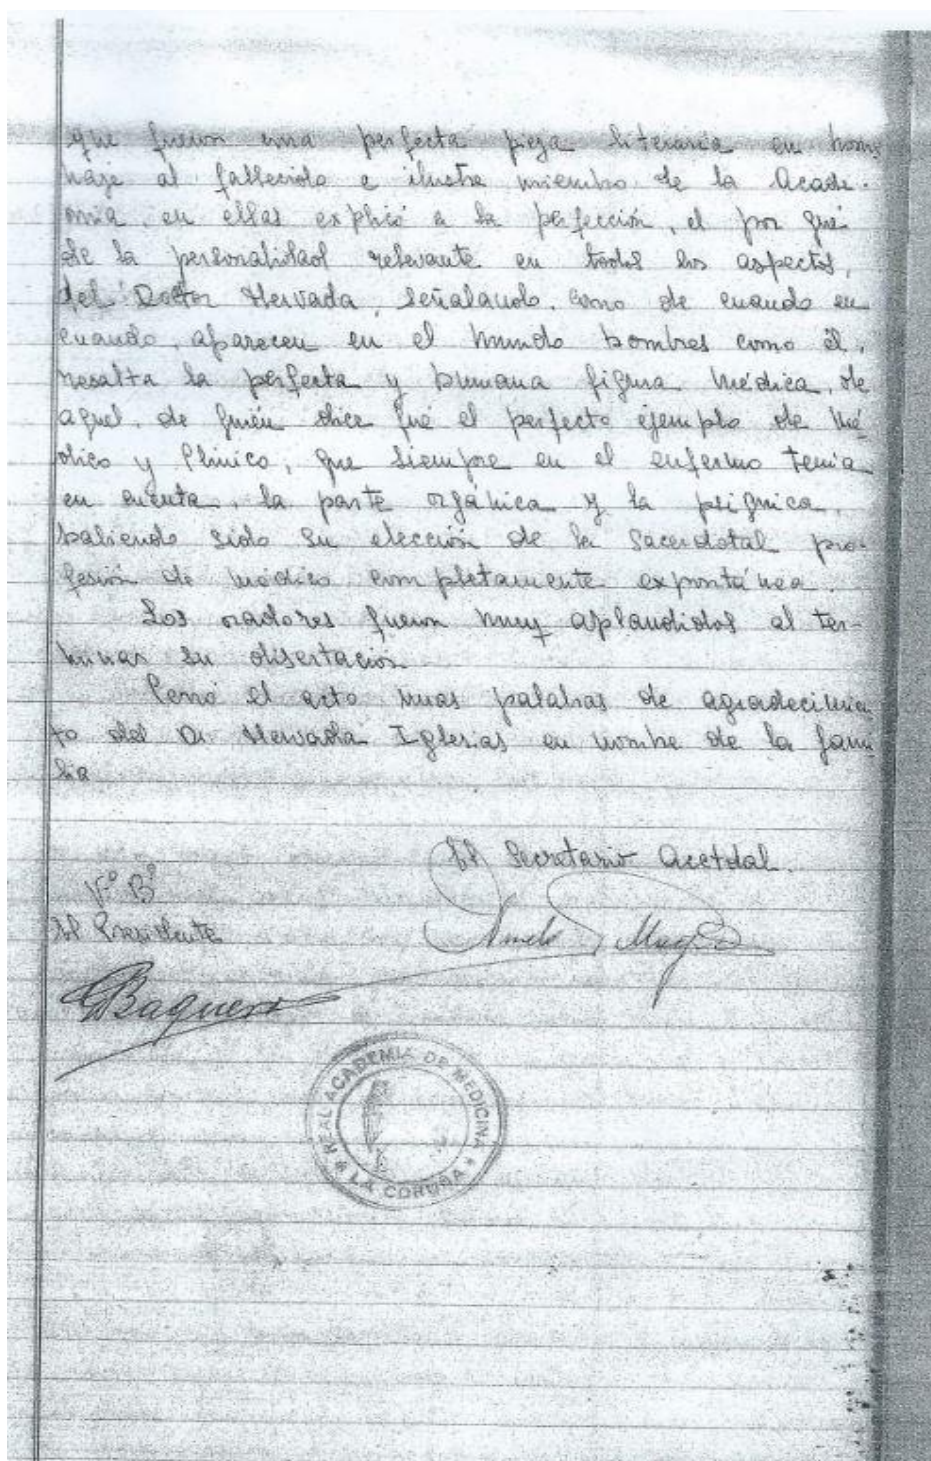 que fueron una perfecta pieza literaria en home
naje al fallecido e ilustre miembro de la Acade-
mia, en ellas explicó a la perfección, el por qué
de la personalidad relevante en todos los aspectos,
del Doctor Hervada, señalando, como de cuando en
cuando, aparecen en el mundo hombres como él,
resalta la perfecta y humana figura médica, de
aquel, de quién dice fué el perfecto ejemplo de Mé
dico y Clínico, que siempre en el enfermo tenia
en cuenta, la parte orgánica y la psíquica,
habiendo sido su elección de la sacerdotal pro-
fesión de médico completamente expontánea.
Los oradores fueron muy aplaudidos al ter-
minar su disertación
Cerró el acto unas palabras de agradecimien
to del Dr Hervada Iglesias en nombre de la fami
lia
El Secretario Acctdal.
Vº Bº
El Presidente
Baquero
REAL ACADEMIA DE MEDICINA
* LA CORUÑA *